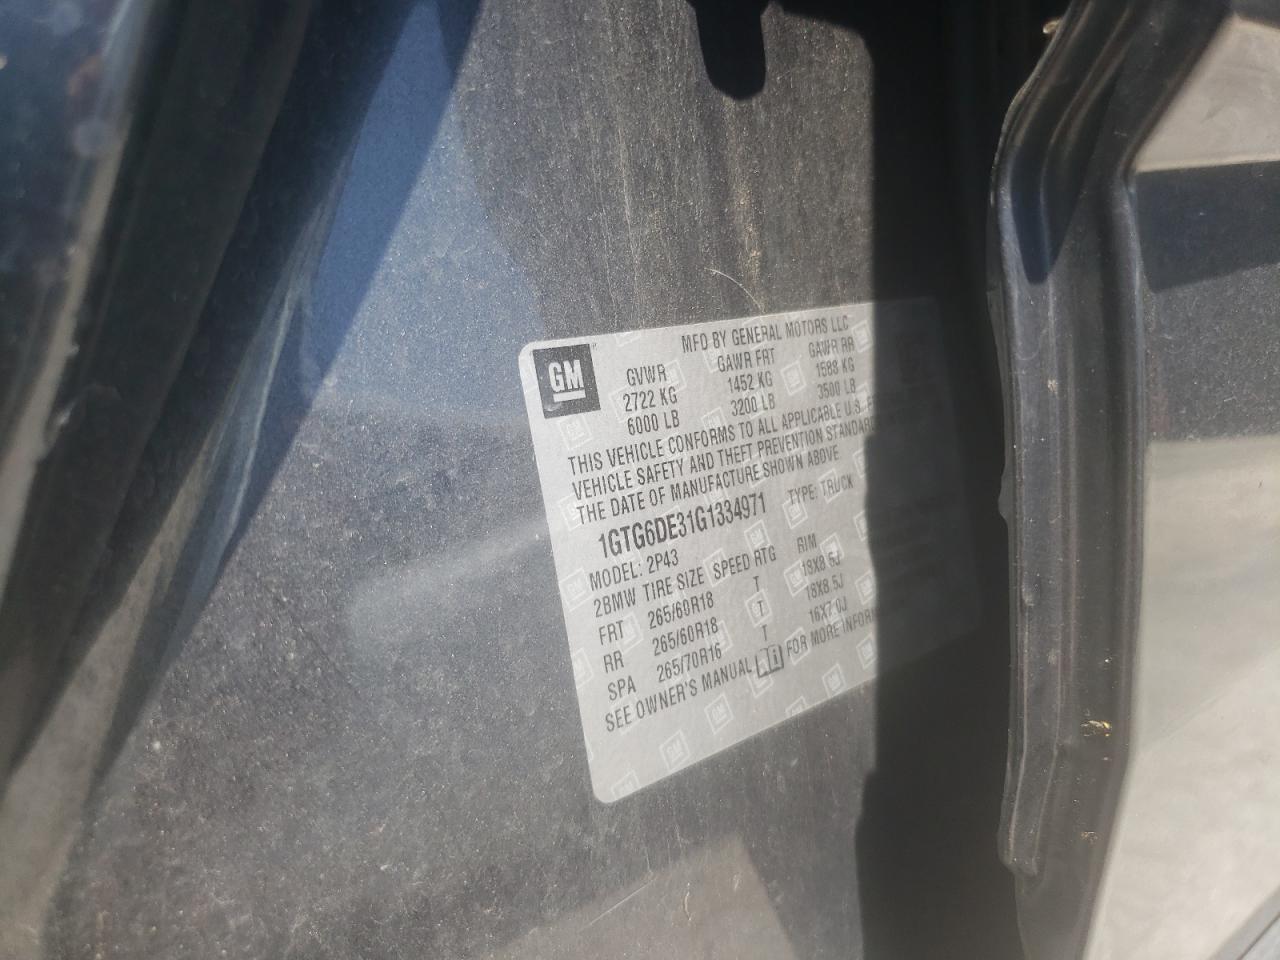 MFD BY GENERAL MOTORS LLC
GM
GVWR GAWR FRT GAWR RR
2722 KG 1452 KG 1588 KG
6000 LB 3200 LB 3500 LB
THIS VEHICLE CONFORMS TO ALL APPLICABLE U.S.
VEHICLE SAFETY AND THEFT PREVENTION STANDARD
THE DATE OF MANUFACTURE SHOWN ABOVE
1GTG6DE31G1334971 TYPE: TRUCK
MODEL: 2P43
2BMW TIRE SIZE SPEED RTG RIM
FRT 265/60R18 T 18X8.5J
RR 265/60R18 T 18X8.5J
SPA 265/70R16 T 16X7.0J
SEE OWNER'S MANUAL FOR MORE INFORM